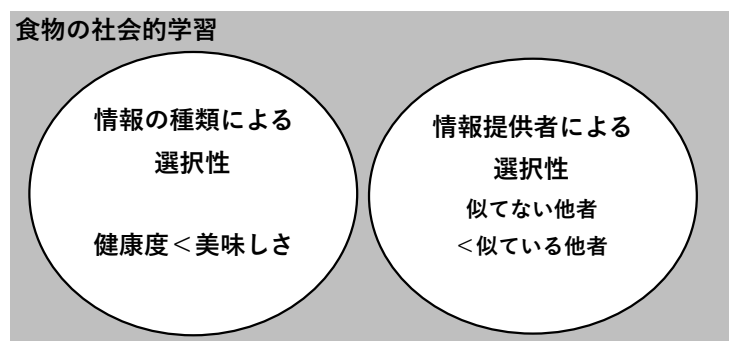 食物の社会的学習
情報の種類による
選択性
健康度＜美味しさ
情報提供者による
選択性
似てない他者
＜似ている他者